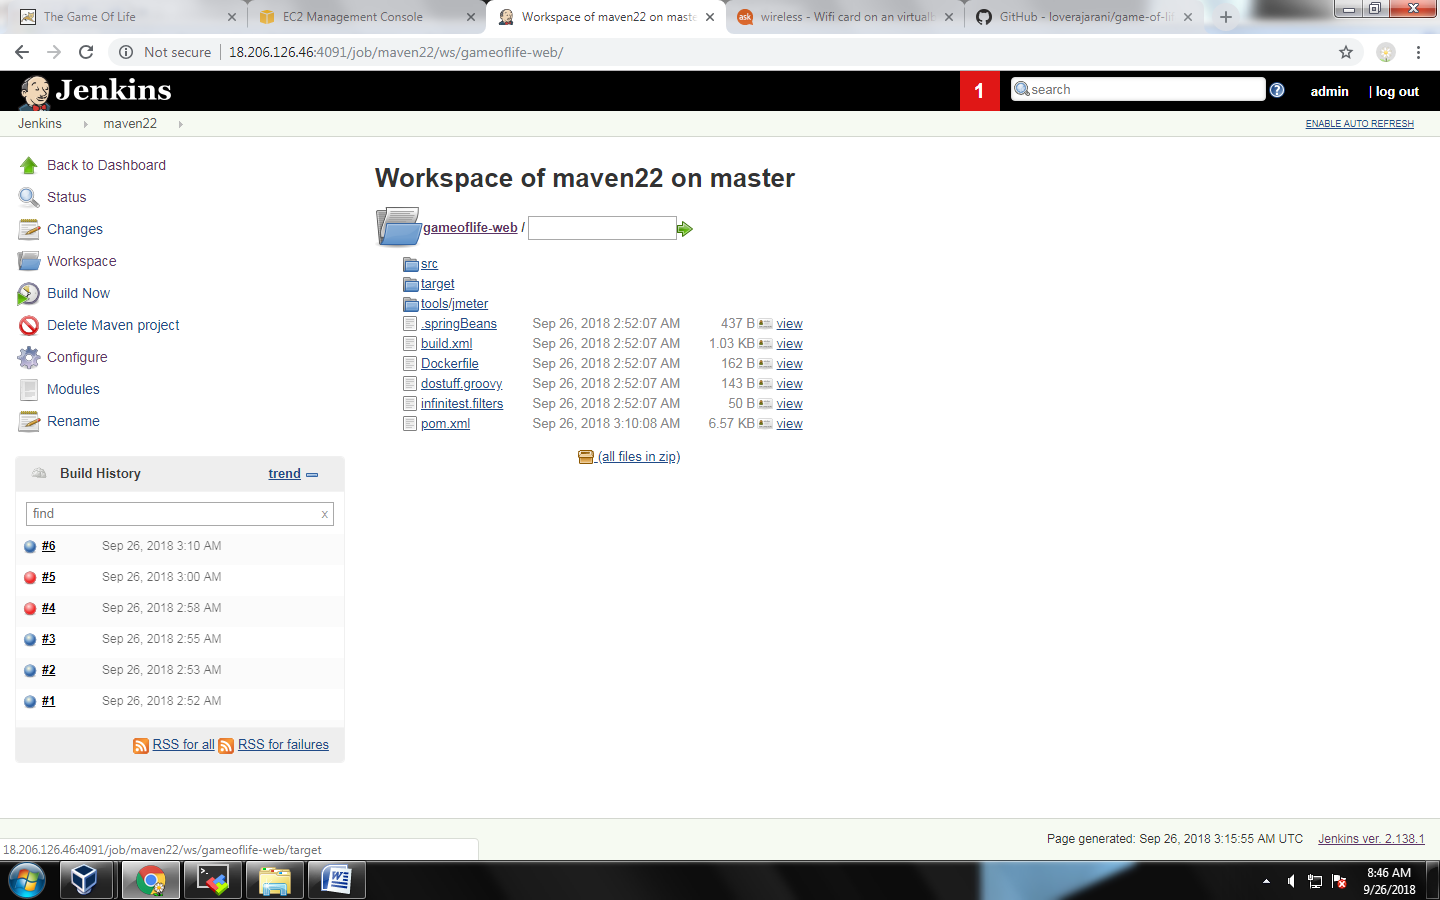 The Game Of Life
EC2 Management Console
Workspace of maven22 on maste
wireless - Wifi card on an virtual
GitHub - loverajarani/game-of-li
Not secure | 18.206.126.46:4091/job/maven22/ws/gameoflife-web/
Jenkins
1
search
admin
| log out
Jenkins
maven22
ENABLE AUTO REFRESH
Back to Dashboard
Status
Changes
Workspace
Build Now
Delete Maven project
Configure
Modules
Rename
Build History
trend
find
x
#6 Sep 26, 2018 3:10 AM
#5 Sep 26, 2018 3:00 AM
#4 Sep 26, 2018 2:58 AM
#3 Sep 26, 2018 2:55 AM
#2 Sep 26, 2018 2:53 AM
#1 Sep 26, 2018 2:52 AM
RSS for all
RSS for failures
Workspace of maven22 on master
gameoflife-web /
src
target
tools/jmeter
.springBeans Sep 26, 2018 2:52:07 AM 437 B view
build.xml Sep 26, 2018 2:52:07 AM 1.03 KB view
Dockerfile Sep 26, 2018 2:52:07 AM 162 B view
dostuff.groovy Sep 26, 2018 2:52:07 AM 143 B view
infinitest.filters Sep 26, 2018 2:52:07 AM 50 B view
pom.xml Sep 26, 2018 3:10:08 AM 6.57 KB view
(all files in zip)
Page generated: Sep 26, 2018 3:15:55 AM UTC
Jenkins ver. 2.138.1
18.206.126.46:4091/job/maven22/ws/gameoflife-web/target
8:46 AM
9/26/2018